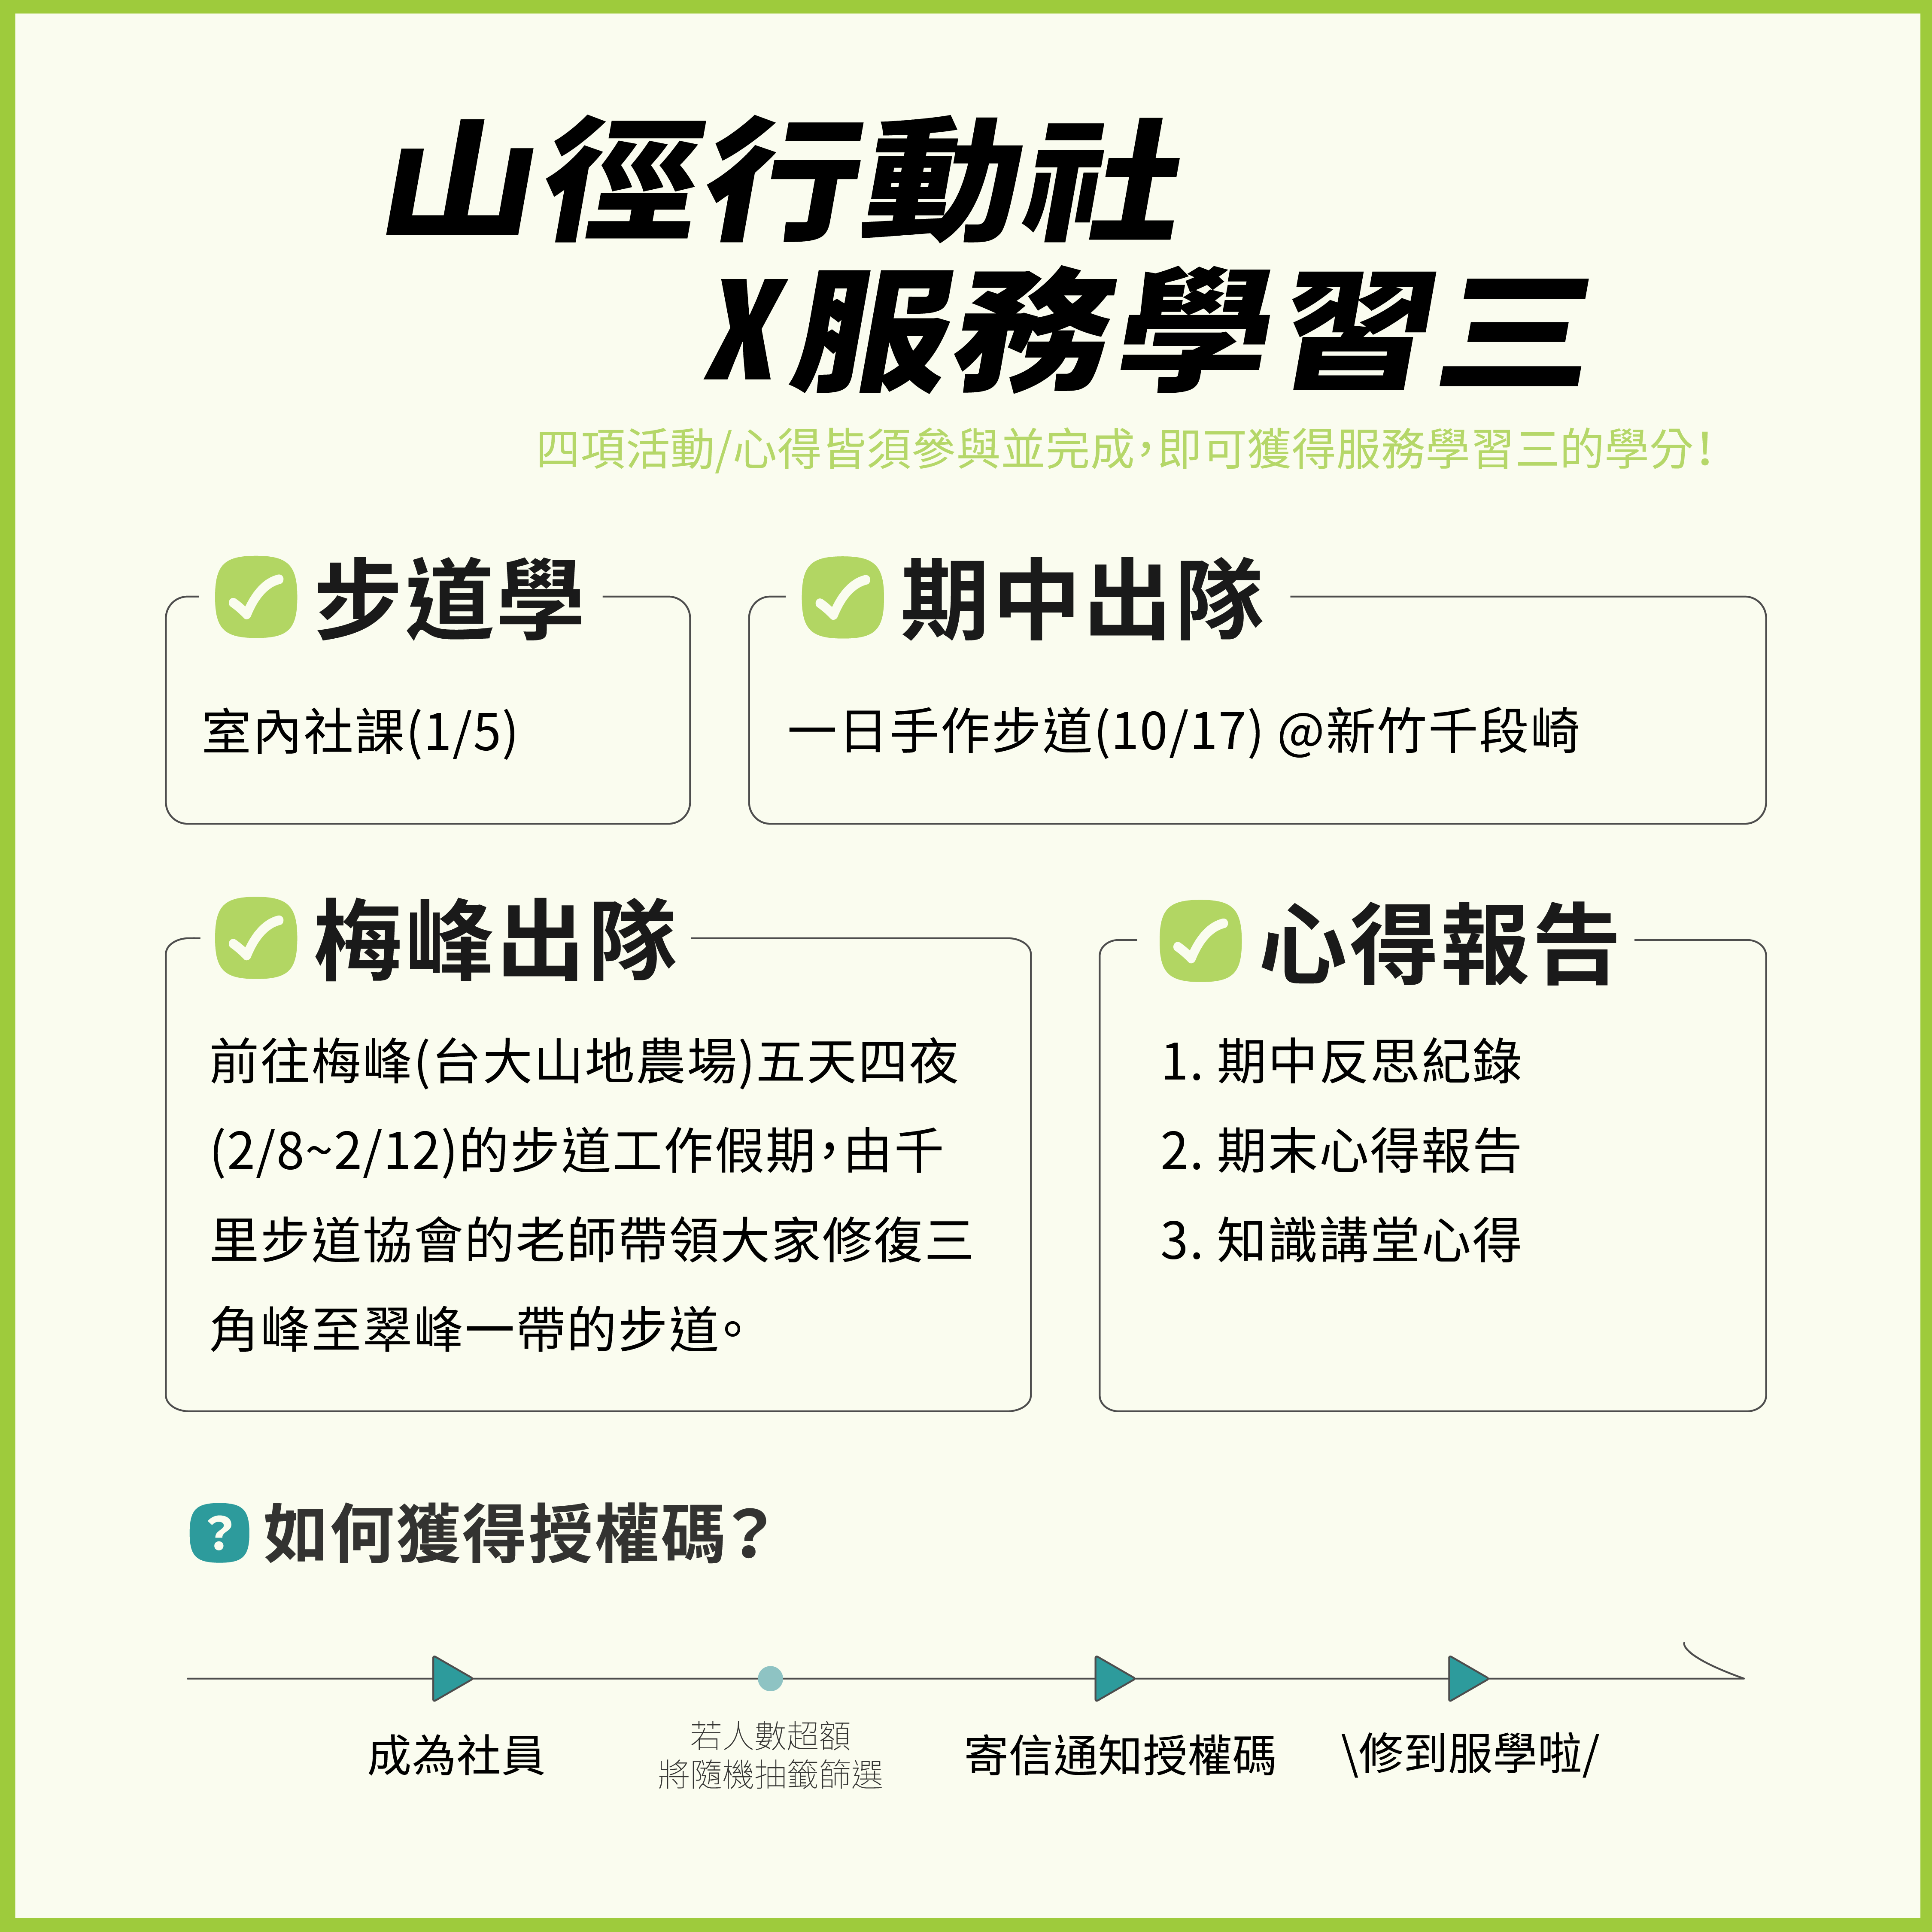 山徑行動社
X服務學習三
四項活動/心得皆須參與並完成，即可獲得服務學習三的學分！
步道學
室內社課(1/5)
期中出隊
一日手作步道(10/17) @新竹千段崎
梅峰出隊
前往梅峰(台大山地農場)五天四夜
(2/8~2/12)的步道工作假期，由千
里步道協會的老師帶領大家修復三
角峰至翠峰一帶的步道。
心得報告
1. 期中反思紀錄
2. 期末心得報告
3. 知識講堂心得
? 如何獲得授權碼？
成為社員
若人數超額
將隨機抽籤篩選
寄信通知授權碼
\修到服學啦/